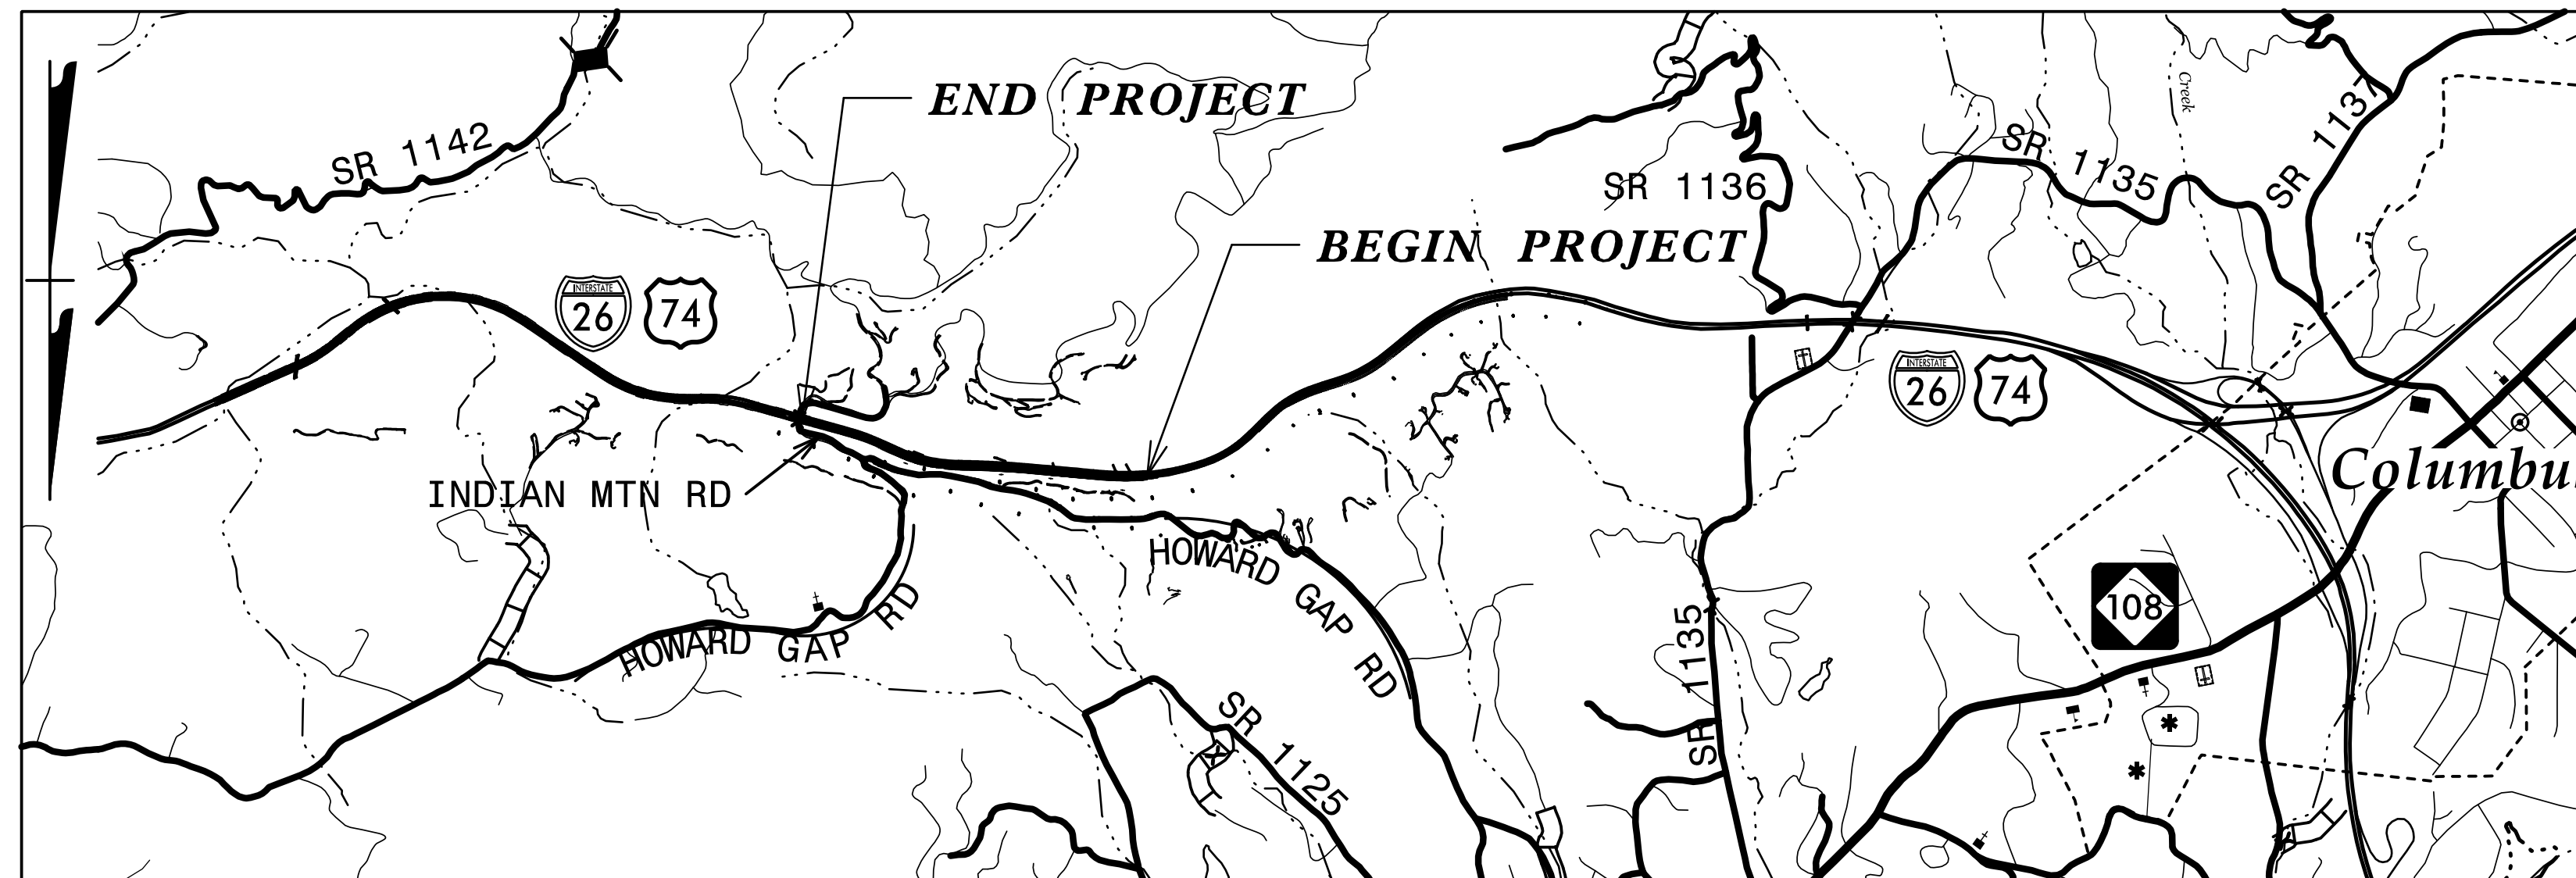 Creek
END PROJECT
SR 1142
SR 1137
SR 1135
SR 1136
BEGIN PROJECT
INTERSTATE
26
74
INTERSTATE
26
74
Columbu
INDIAN MTN RD
HOWARD GAP RD
HOWARD GAP RD
108
SR 1135
SR 1125